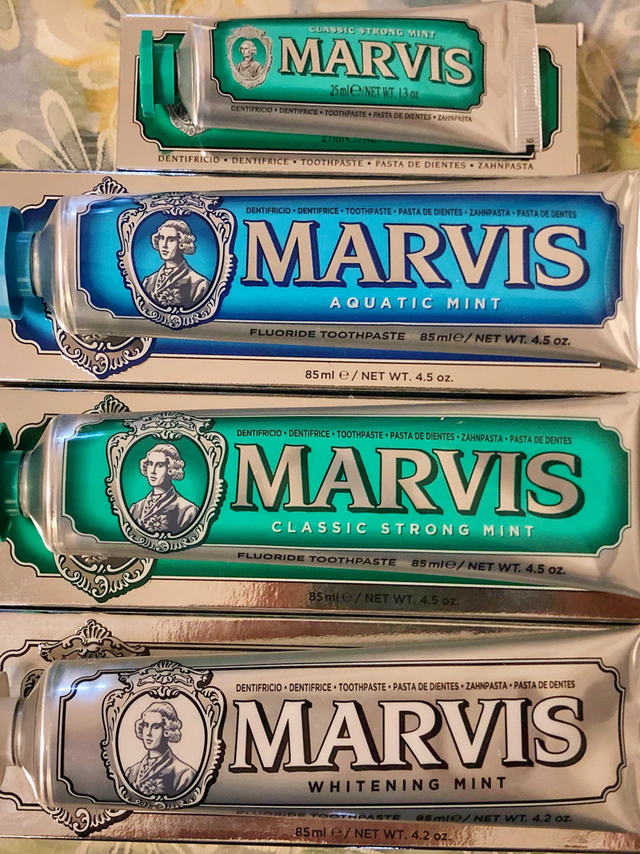 CLASSIC STRONG MINT
MARVIS
25ml ℮/NET WT. 1.3 oz
DENTIFRICIO • DENTIFRICE • TOOTHPASTE • PASTA DE DIENTES • ZAHNPASTA
DENTIFRICIO • DENTIFRICE • TOOTHPASTE • PASTA DE DIENTES • ZAHNPASTA
DENTIFRICIO • DENTIFRICE • TOOTHPASTE • PASTA DE DIENTES • ZAHNPASTA • PASTA DE DENTES
MARVIS
AQUATIC MINT
FLUORIDE TOOTHPASTE 85ml ℮/ NET WT. 4.5 oz.
85ml ℮ / NET WT. 4.5 oz.
DENTIFRICIO • DENTIFRICE • TOOTHPASTE • PASTA DE DIENTES • ZAHNPASTA • PASTA DE DENTES
MARVIS
CLASSIC STRONG MINT
FLUORIDE TOOTHPASTE 85ml ℮/ NET WT. 4.5 oz.
85ml ℮ / NET WT. 4.5 oz.
DENTIFRICIO • DENTIFRICE • TOOTHPASTE • PASTA DE DIENTES • ZAHNPASTA • PASTA DE DENTES
MARVIS
WHITENING MINT
FLUORIDE TOOTHPASTE 85ml ℮/ NET WT. 4.2 oz.
85ml ℮ / NET WT. 4.2 oz.